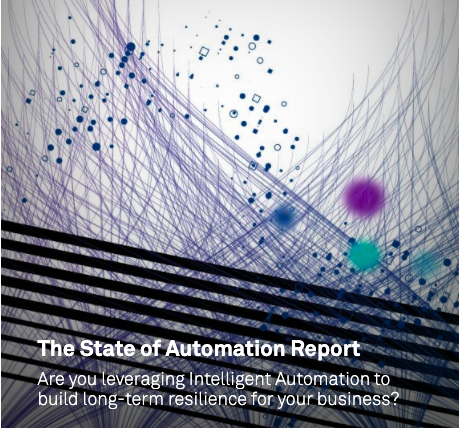 The State of Automation Report
Are you leveraging Intelligent Automation to
build long-term resilience for your business?